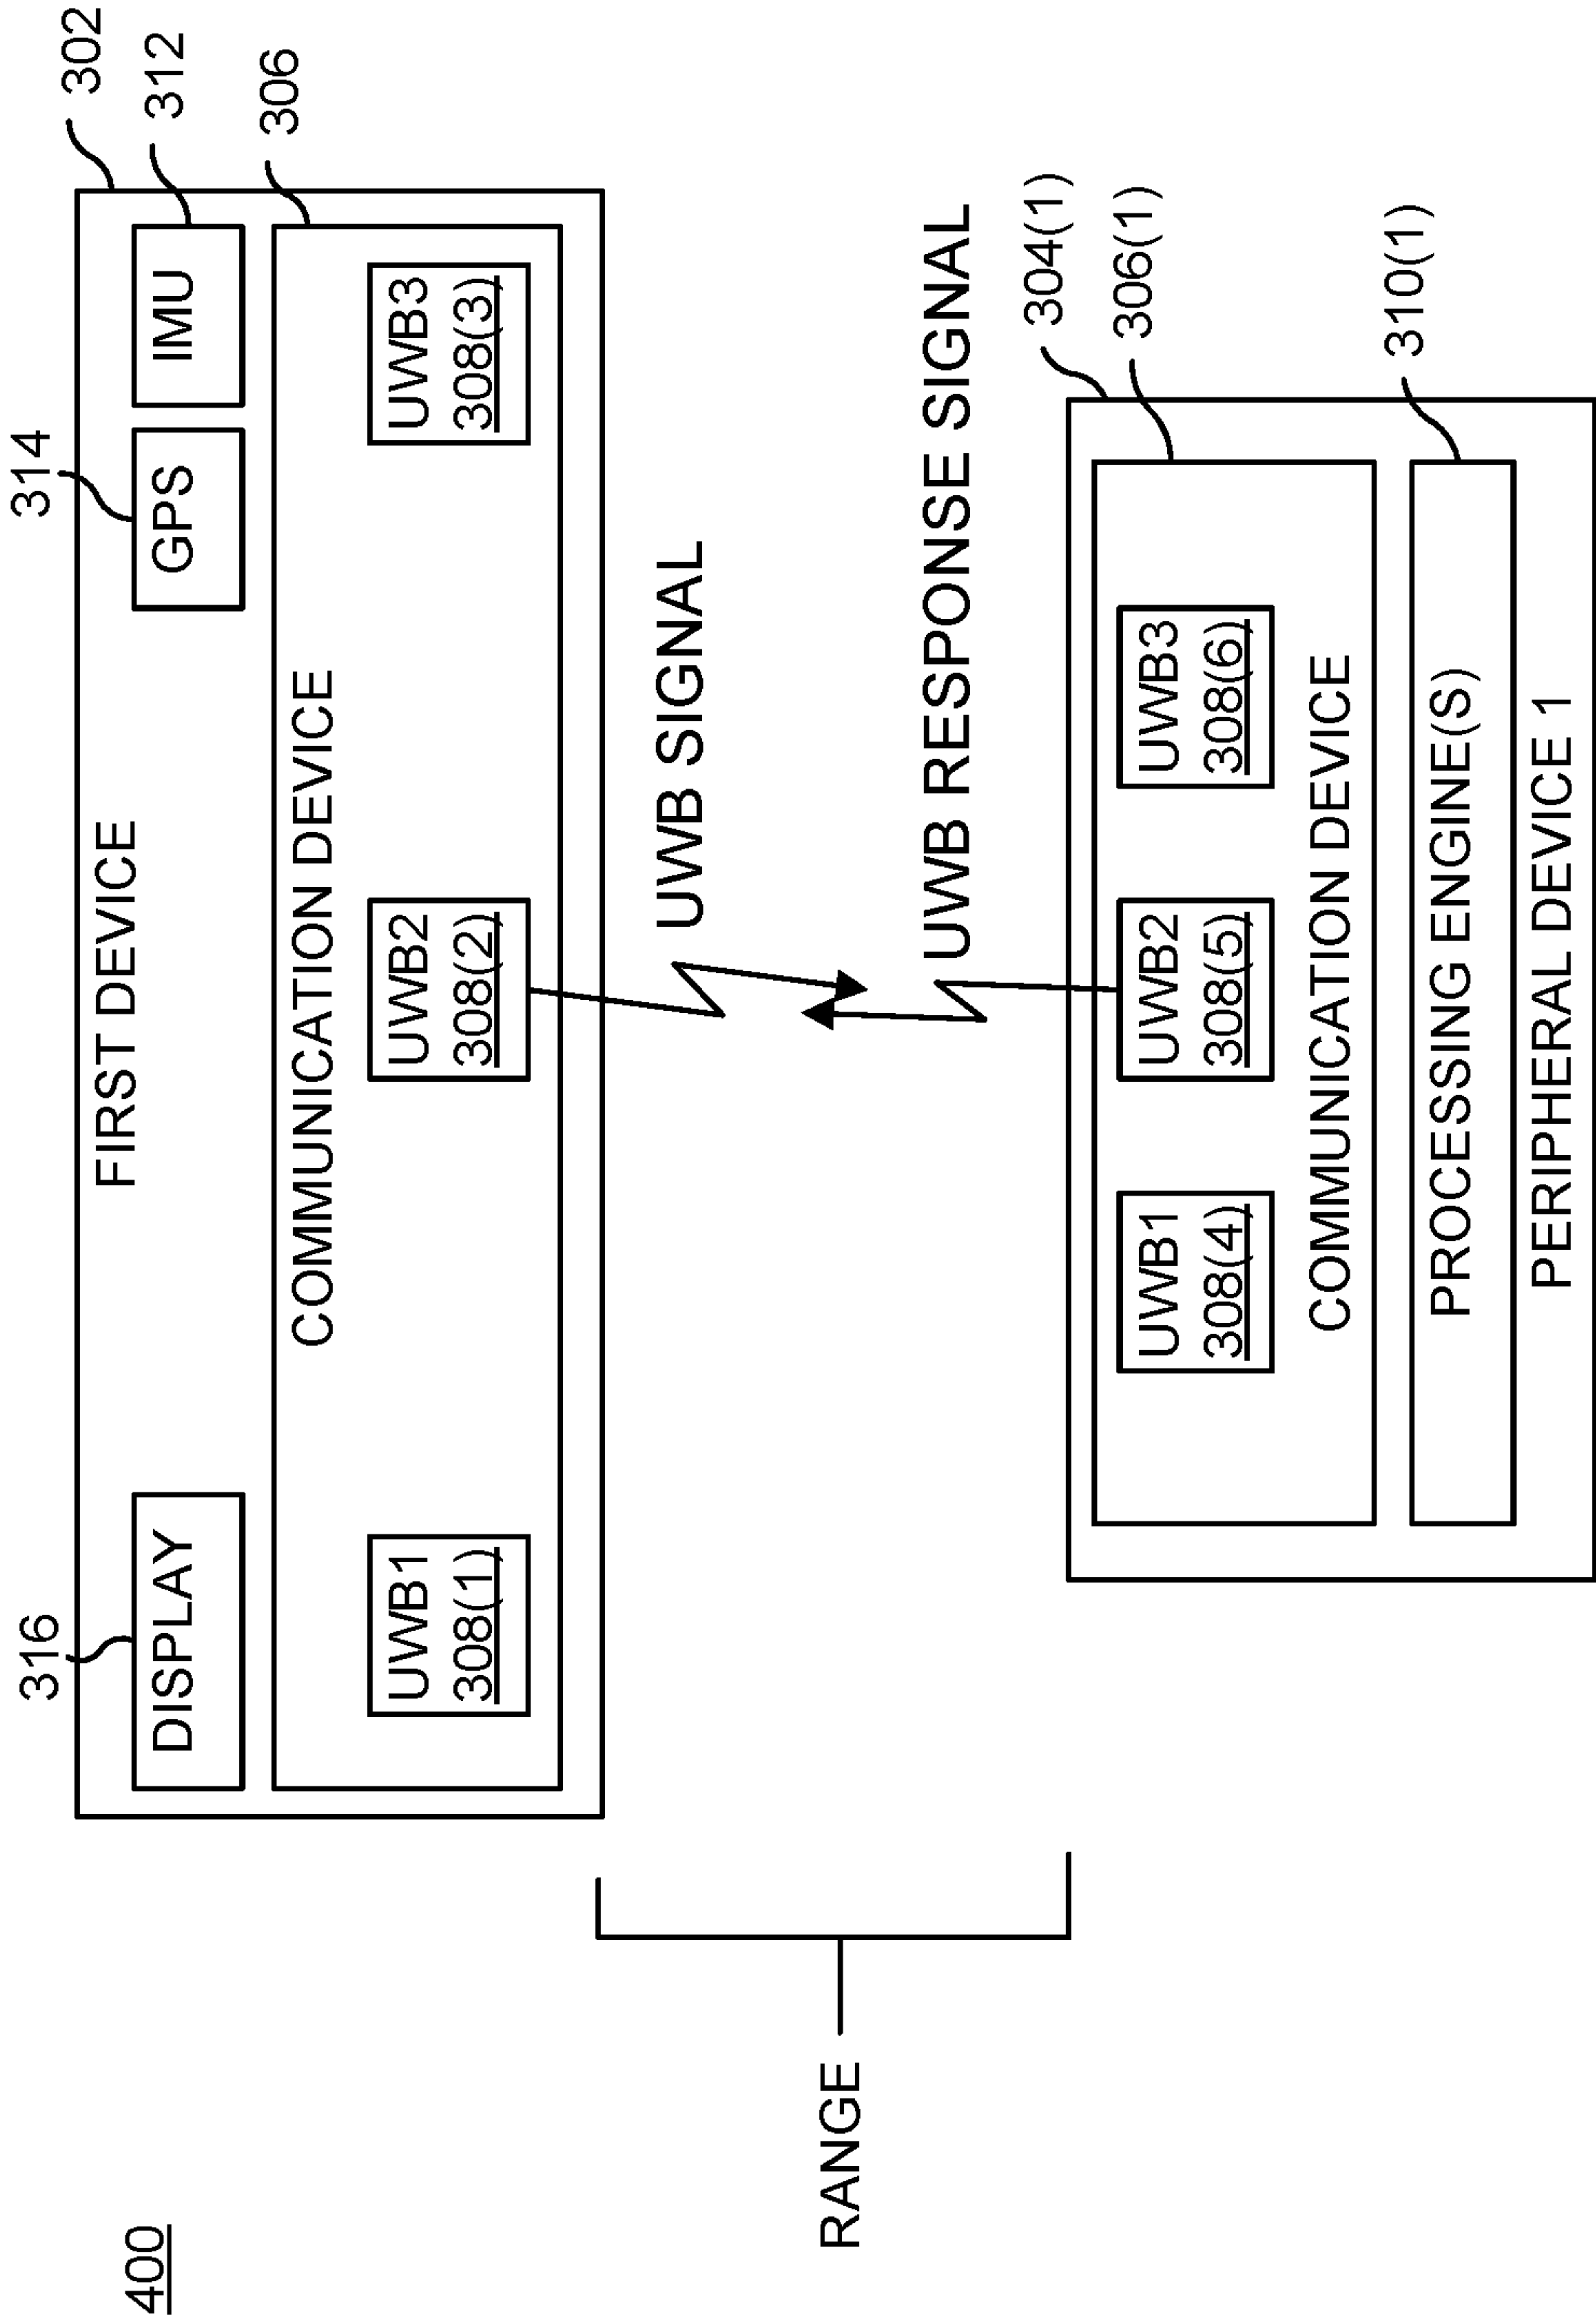 400
FIRST DEVICE
302
316
DISPLAY
314
GPS
IMU
312
COMMUNICATION DEVICE
306
UWB1
308(1)
UWB2
308(2)
UWB3
308(3)
UWB SIGNAL
RANGE
UWB RESPONSE SIGNAL
304(1)
306(1)
UWB1
308(4)
UWB2
308(5)
UWB3
308(6)
COMMUNICATION DEVICE
310(1)
PROCESSING ENGINE(S)
PERIPHERAL DEVICE 1